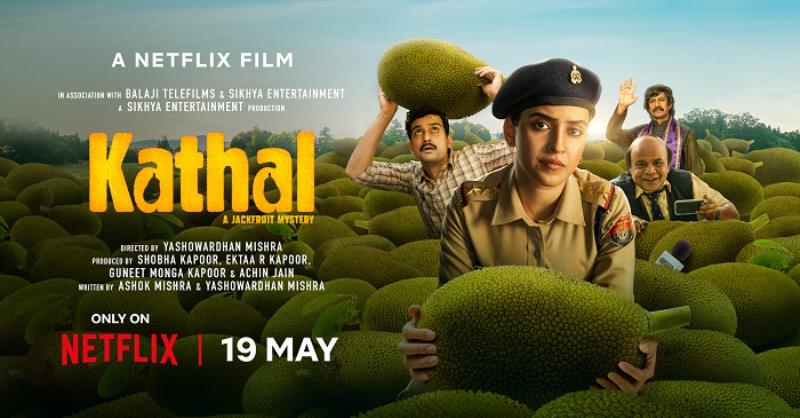 A NETFLIX FILM
IN ASSOCIATION WITH BALAJI TELEFILMS & SIKHYA ENTERTAINMENT
A SIKHYA ENTERTAINMENT PRODUCTION
Kathal
A JACKFRUIT MYSTERY
DIRECTED BY YASHOWARDHAN MISHRA
PRODUCED BY SHOBHA KAPOOR, EKTAA R KAPOOR,
GUNEET MONGA KAPOOR & ACHIN JAIN
WRITTEN BY ASHOK MISHRA & YASHOWARDHAN MISHRA
ONLY ON
NETFLIX | 19 MAY